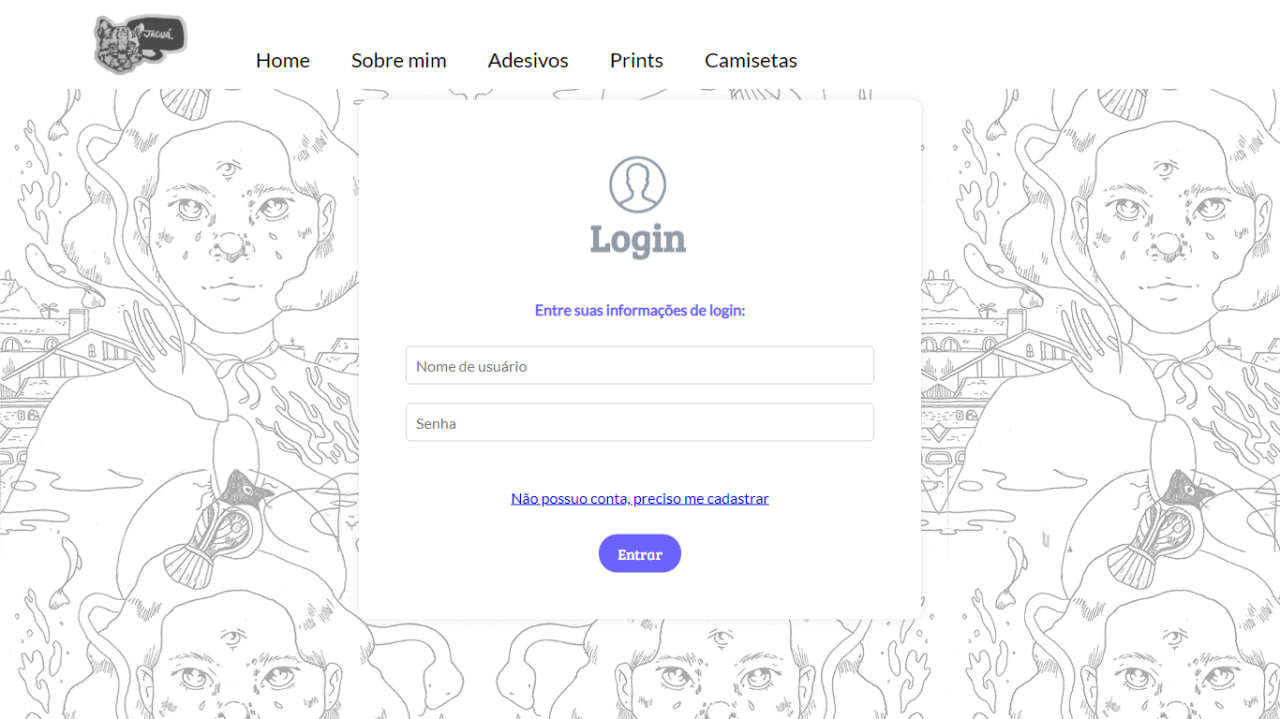 JAGUÁ
Home Sobre mim Adesivos Prints Camisetas
Login
Entre suas informações de login:
Nome de usuário
Senha
Não possuo conta, preciso me cadastrar
Entrar